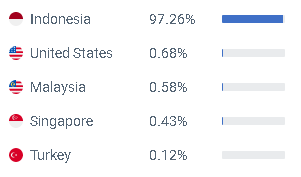 Indonesia 97.26%
United States 0.68%
Malaysia 0.58%
Singapore 0.43%
Turkey 0.12%